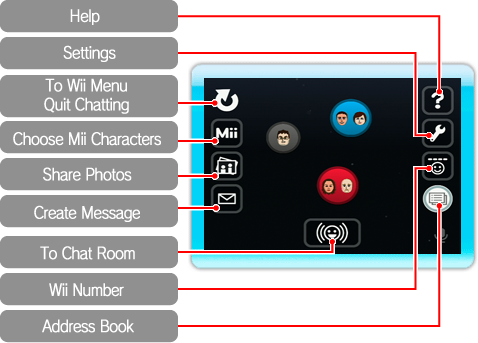 Help
Settings
To Wii Menu
Quit Chatting
Choose Mii Characters
Share Photos
Create Message
To Chat Room
Wii Number
Address Book
Mii
?